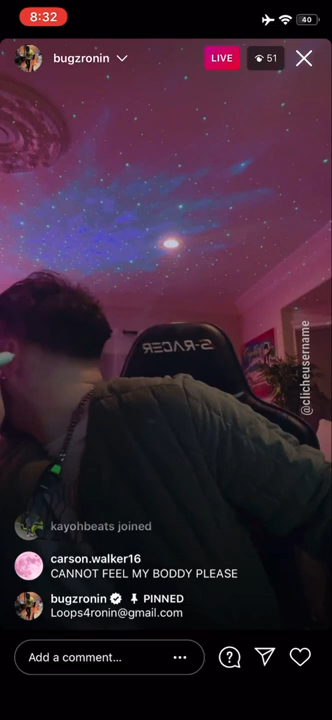 8:32
40
bugzronin
LIVE
51
S-RACER
@clicheusername
kayohbeats joined
carson.walker16
CANNOT FEEL MY BODDY PLEASE
bugzronin PINNED
Loops4ronin@gmail.com
Add a comment...